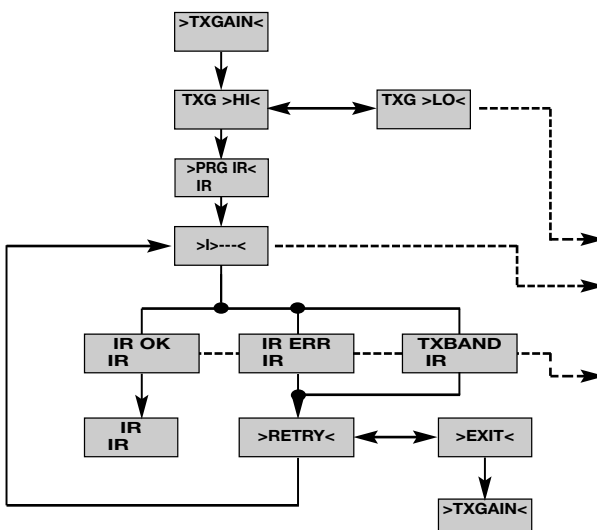 >TXGAIN<
TXG >HI<
TXG >LO<
>PRG IR<
IR
>I>---<
IR OK
IR
IR ERR
IR
TXBAND
IR
IR
IR
>RETRY<
>EXIT<
>TXGAIN<